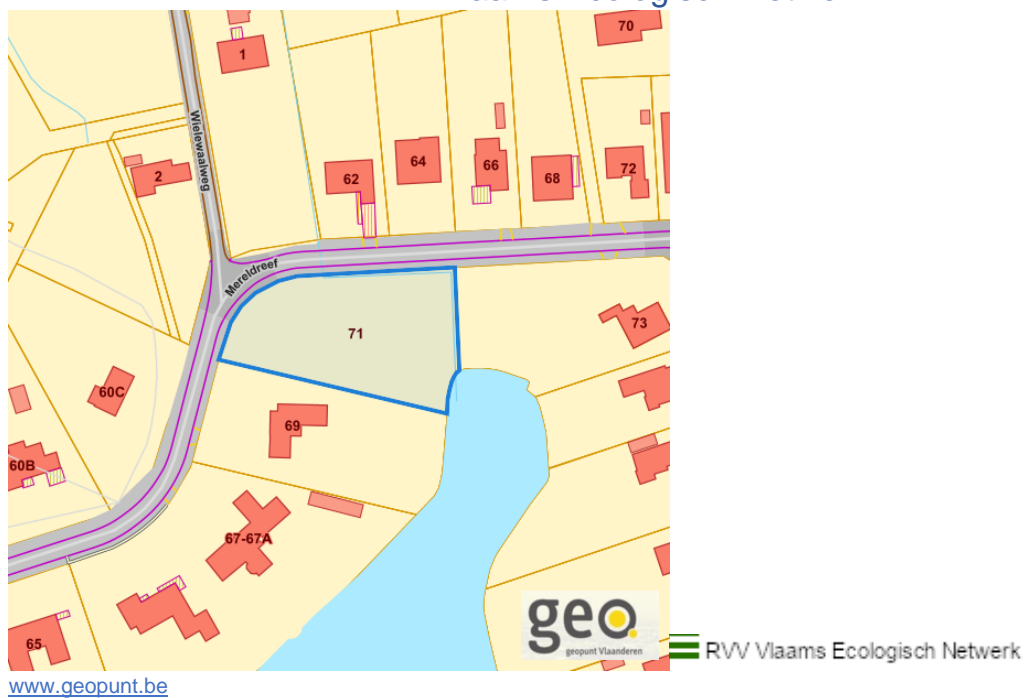 70
1
Wielewaalweg
64
66
62
68
72
2
Mereldreef
71
73
60C
69
60B
67-67A
65
geo.
geopunt Vlaanderen
RVV Vlaams Ecologisch Netwerk
www.geopunt.be